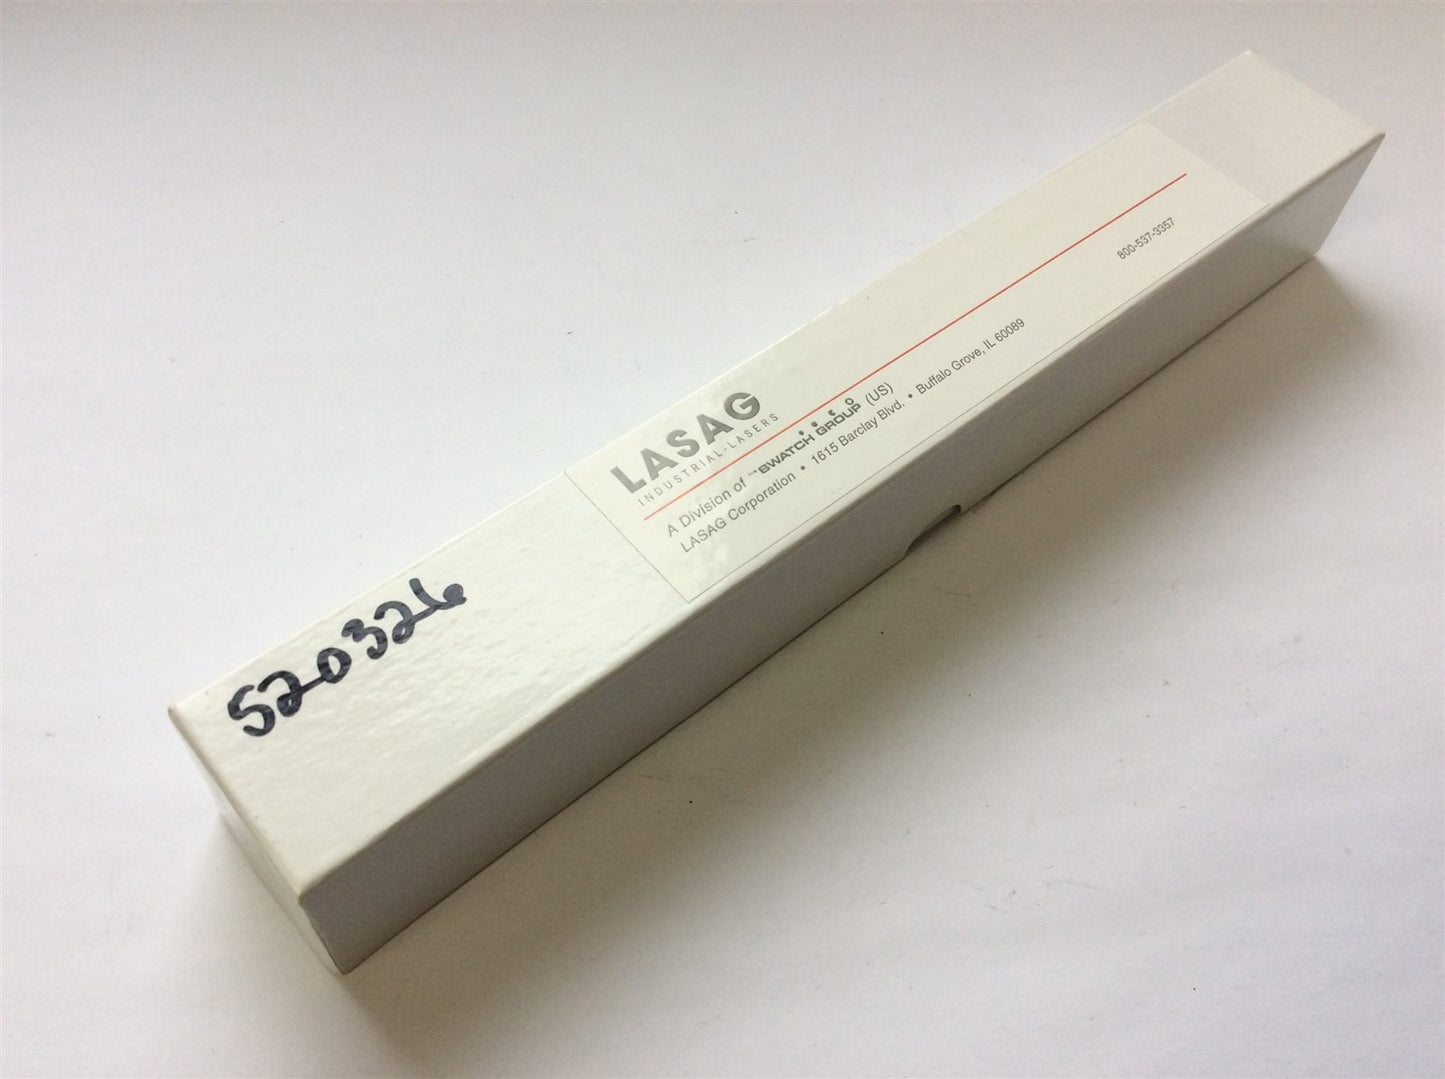 LASAG
INDUSTRIAL-LASERS
A Division of SWATCH GROUP (US)
LASAG Corporation • 1615 Barclay Blvd. • Buffalo Grove, IL 60089
800-537-3357
520326